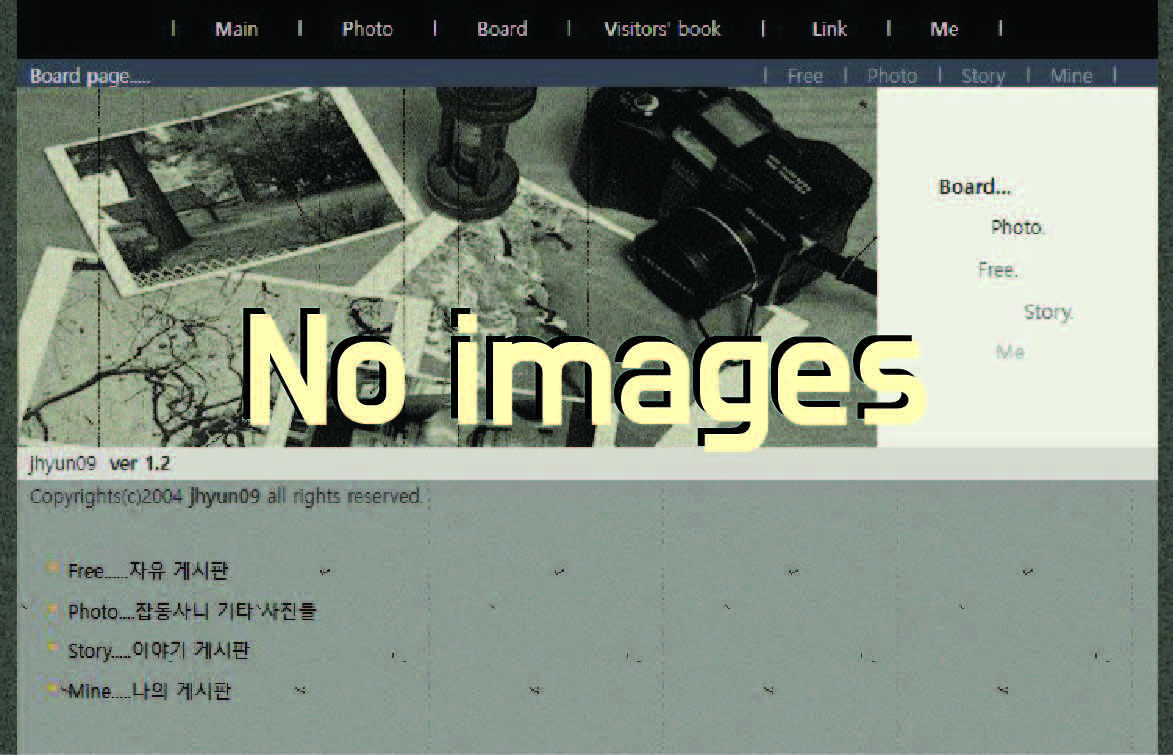 | Main | Photo | Board | Visitors' book | Link | Me |
Board page.....
| Free | Photo | Story | Mine |
Board...
Photo.
Free.
Story.
Me
No images
jhyun09 ver 1.2
Copyrights(c)2004 jhyun09 all rights reserved.
Free.....자유 게시판
Photo....잡동사니 기타 사진들
Story.....이야기 게시판
Mine....나의 게시판